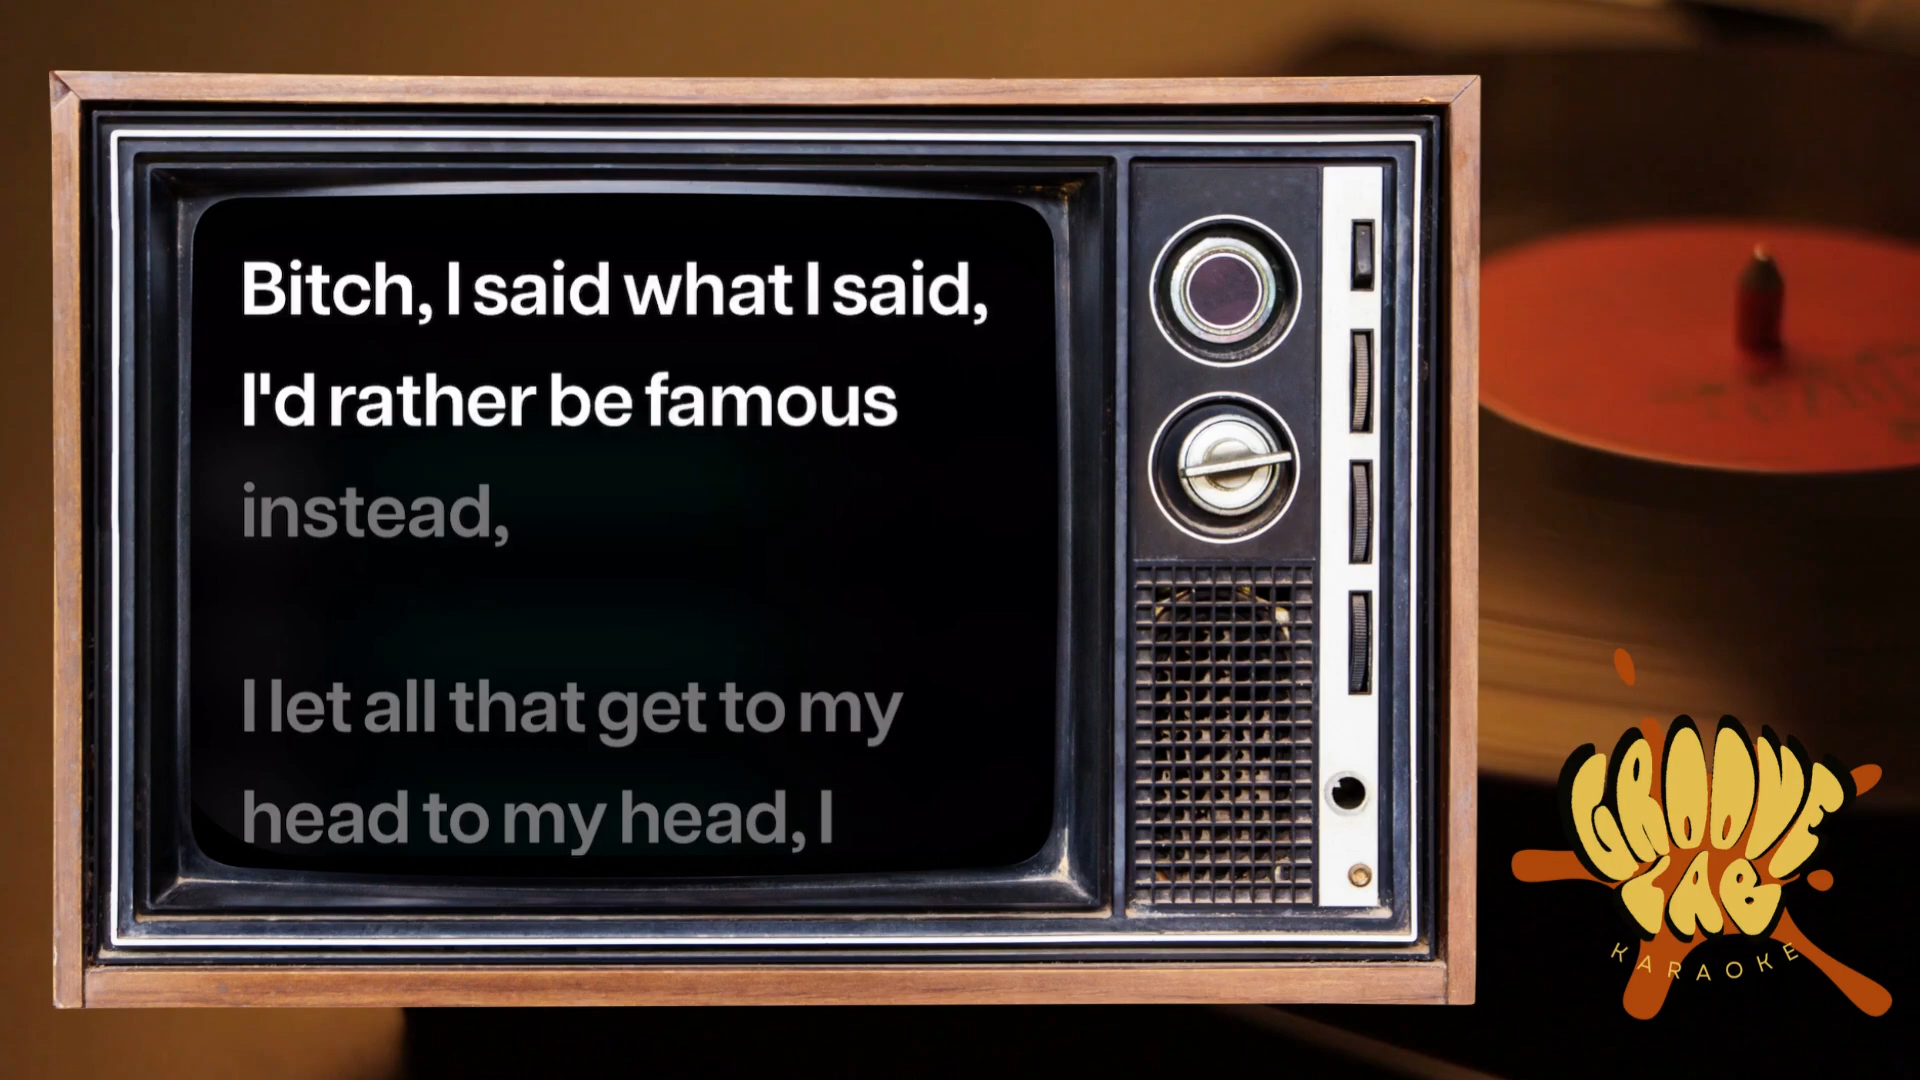 Bitch, I said what I said,
I'd rather be famous
instead,
I let all that get to my
head to my head, I
GROOVE
LAB
KARAOKE